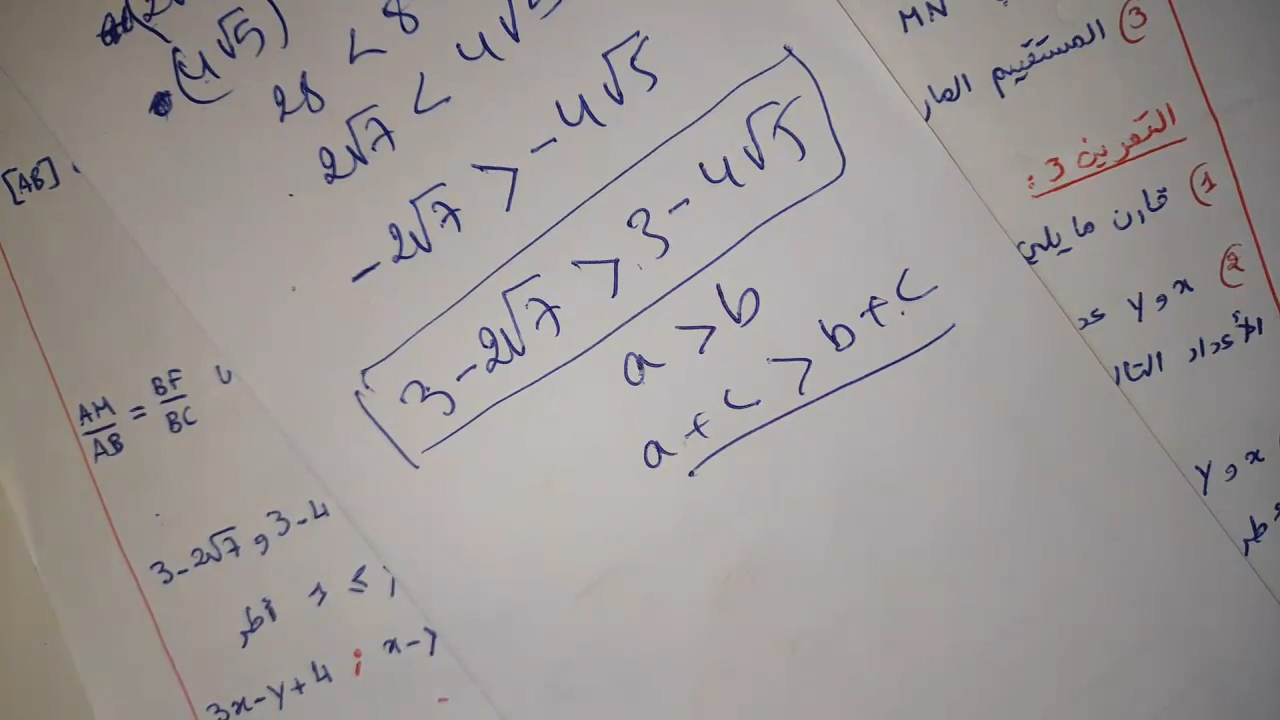 (4√5)
28 < 8
2√7 < 4√5
-2√7 > -4√5
3-2√7 > 3-4√5
a > b
a+c > b+c
[AB]
AM/AB = BF/BC
3-2√7 و 3-4
3x-y+4 ; x-y
MN
③ المستقيم المار
التمرين 3 :
① قارن ما يلي
② x و y
الأعداد التا
x و y